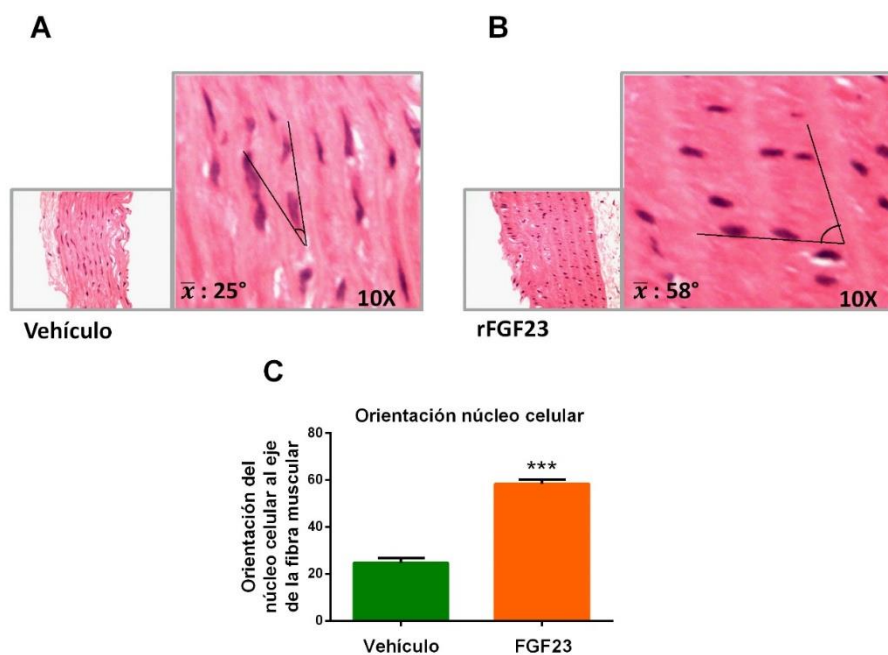 A
x̅ : 25°
10X
Vehículo
B
x̅ : 58°
10X
rFGF23
C
Orientación núcleo celular
Orientación del
núcleo celular al eje
de la fibra muscular
80
60
40
20
0
***
Vehículo
FGF23